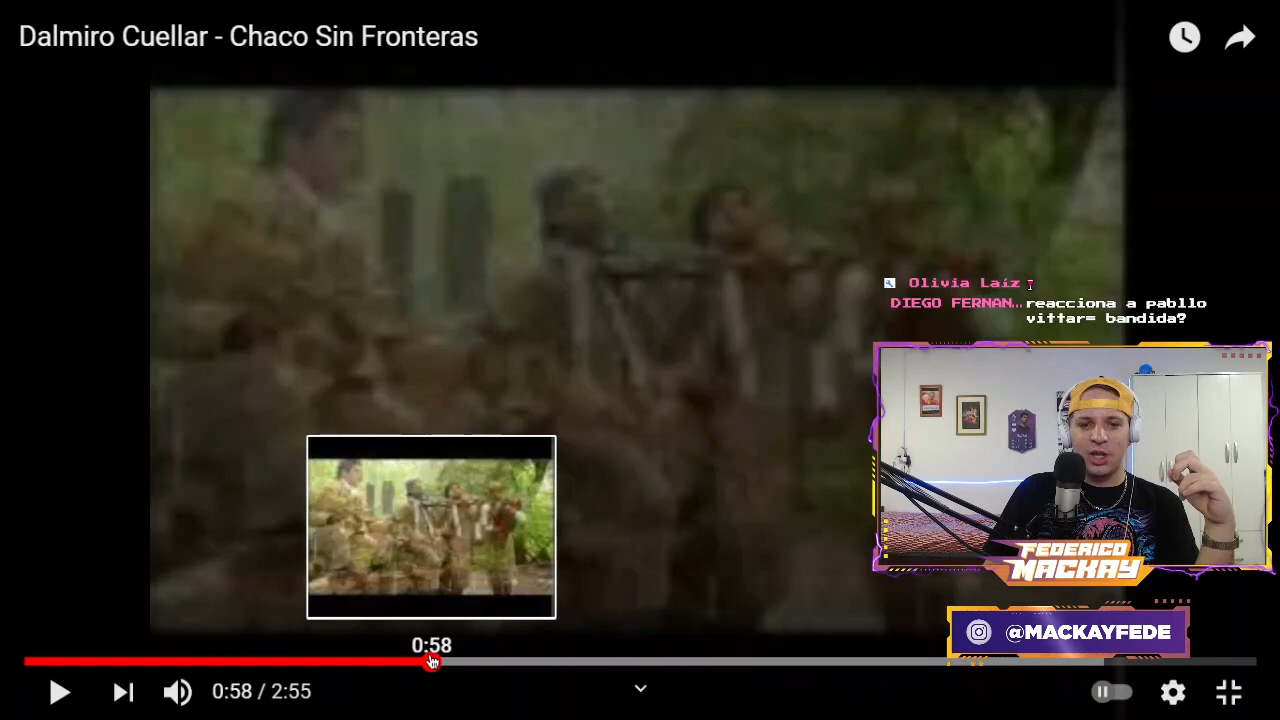 Dalmiro Cuellar - Chaco Sin Fronteras
Olivia Laíz
DIEGO FERNAN... reacciona a pabllo
vittar= bandida?
FEDERICO
MACKAY
@MACKAYFEDE
0:58
0:58 / 2:55